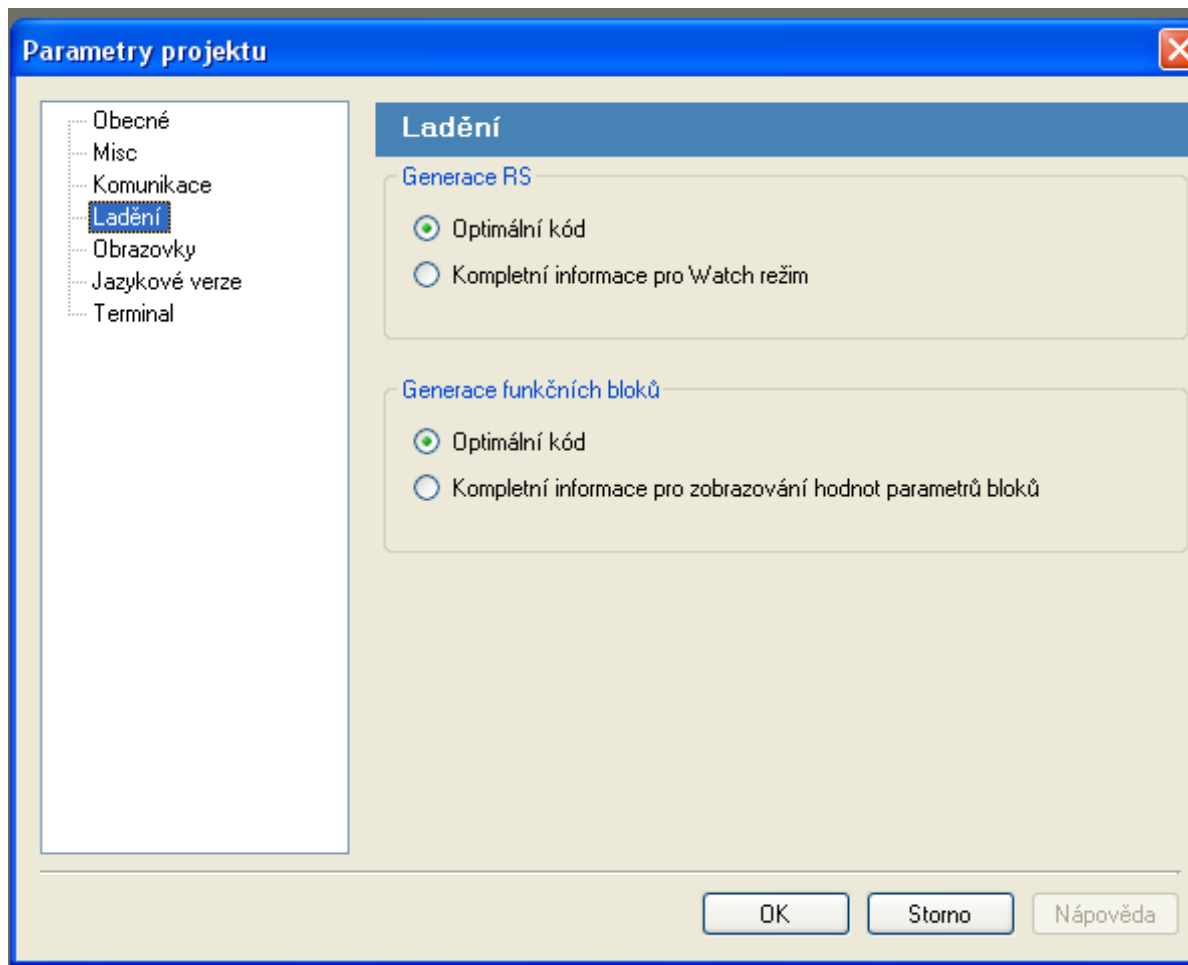 Parametry projektu
Obecné
Misc
Komunikace
Ladění
Obrazovky
Jazykové verze
Terminal
Ladění
Generace RS
Optimální kód
Kompletní informace pro Watch režim
Generace funkčních bloků
Optimální kód
Kompletní informace pro zobrazování hodnot parametrů bloků
OK
Storno
Nápověda